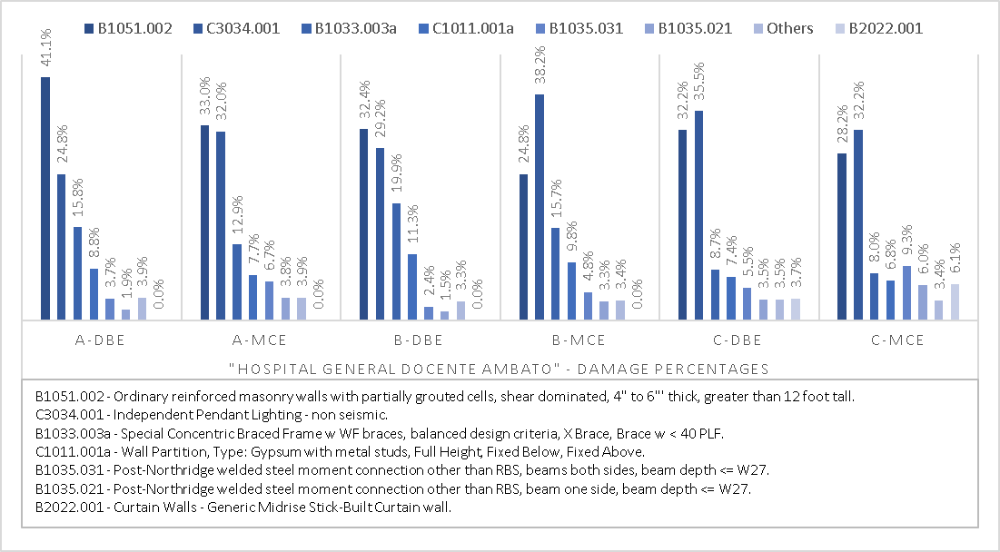 B1051.002 C3034.001 B1033.003a C1011.001a B1035.031 B1035.021 Others B2022.001
41.1% 24.8% 15.8% 8.8% 3.7% 1.9% 3.9% 0.0%
33.0% 32.0% 12.9% 7.7% 6.7% 3.8% 3.9% 0.0%
32.4% 29.2% 19.9% 11.3% 2.4% 1.5% 3.3% 0.0%
24.8% 38.2% 15.7% 9.8% 4.8% 3.3% 3.4% 0.0%
32.2% 35.5% 8.7% 7.4% 5.5% 3.5% 3.5% 3.7%
28.2% 32.2% 8.0% 6.8% 9.3% 6.0% 3.4% 6.1%
A-DBE A-MCE B-DBE B-MCE C-DBE C-MCE
"HOSPITAL GENERAL DOCENTE AMBATO" - DAMAGE PERCENTAGES
B1051.002 - Ordinary reinforced masonry walls with partially grouted cells, shear dominated, 4" to 6"' thick, greater than 12 foot tall.
C3034.001 - Independent Pendant Lighting - non seismic.
B1033.003a - Special Concentric Braced Frame w WF braces, balanced design criteria, X Brace, Brace w < 40 PLF.
C1011.001a - Wall Partition, Type: Gypsum with metal studs, Full Height, Fixed Below, Fixed Above.
B1035.031 - Post-Northridge welded steel moment connection other than RBS, beams both sides, beam depth <= W27.
B1035.021 - Post-Northridge welded steel moment connection other than RBS, beam one side, beam depth <= W27.
B2022.001 - Curtain Walls - Generic Midrise Stick-Built Curtain wall.